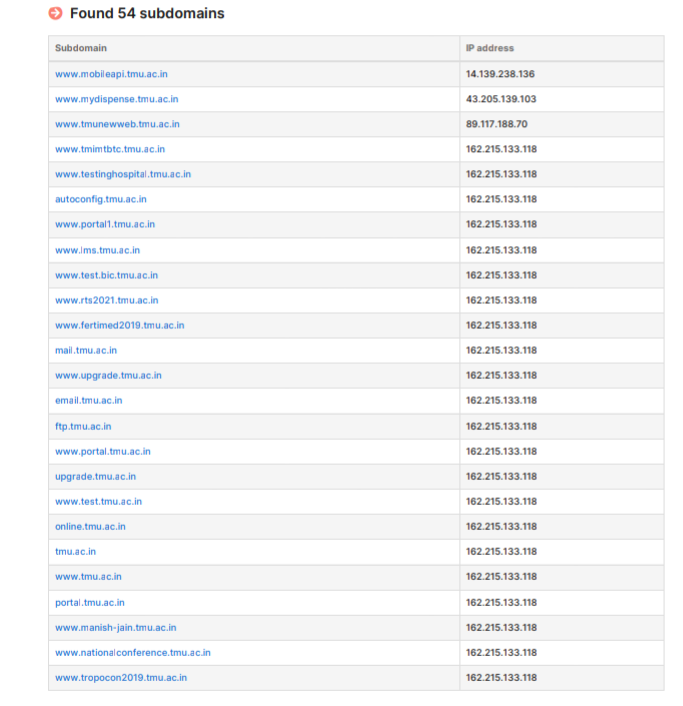 Found 54 subdomains
Subdomain IP address
www.mobileapi.tmu.ac.in 14.139.238.136
www.mydispense.tmu.ac.in 43.205.139.103
www.tmunewweb.tmu.ac.in 89.117.188.70
www.tmimtbtc.tmu.ac.in 162.215.133.118
www.testinghospital.tmu.ac.in 162.215.133.118
autoconfig.tmu.ac.in 162.215.133.118
www.portal1.tmu.ac.in 162.215.133.118
www.lms.tmu.ac.in 162.215.133.118
www.test.bic.tmu.ac.in 162.215.133.118
www.rts2021.tmu.ac.in 162.215.133.118
www.fertimed2019.tmu.ac.in 162.215.133.118
mail.tmu.ac.in 162.215.133.118
www.upgrade.tmu.ac.in 162.215.133.118
email.tmu.ac.in 162.215.133.118
ftp.tmu.ac.in 162.215.133.118
www.portal.tmu.ac.in 162.215.133.118
upgrade.tmu.ac.in 162.215.133.118
www.test.tmu.ac.in 162.215.133.118
online.tmu.ac.in 162.215.133.118
tmu.ac.in 162.215.133.118
www.tmu.ac.in 162.215.133.118
portal.tmu.ac.in 162.215.133.118
www.manish-jain.tmu.ac.in 162.215.133.118
www.nationalconference.tmu.ac.in 162.215.133.118
www.tropocon2019.tmu.ac.in 162.215.133.118